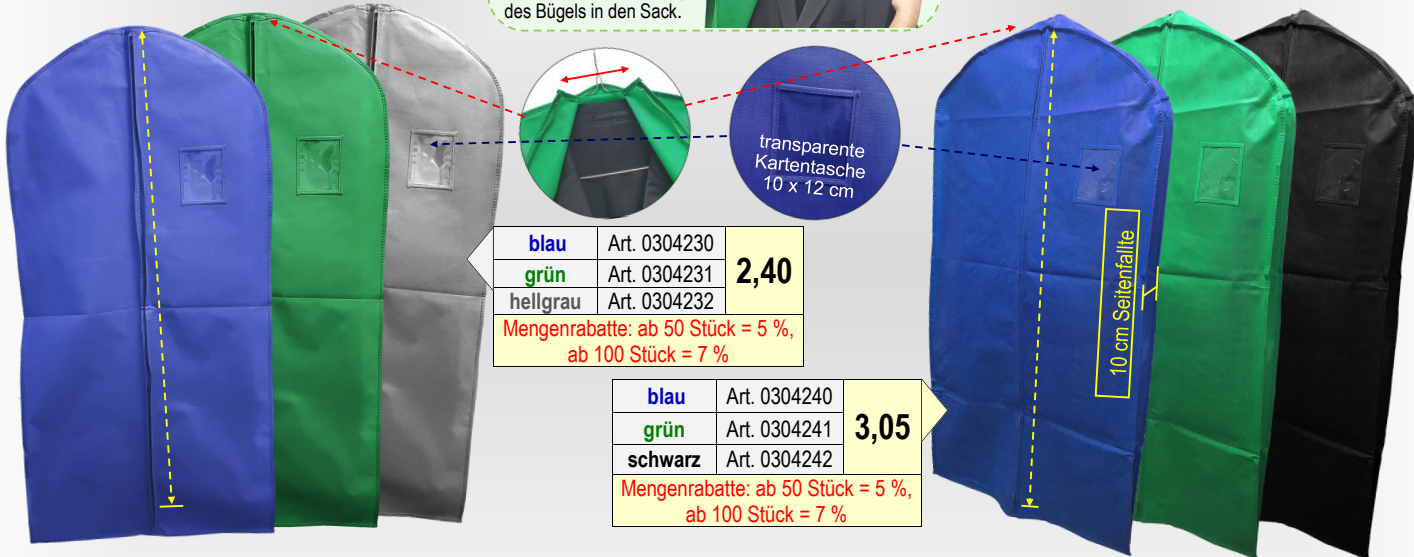 des Bügels in den Sack.
transparente
Kartentasche
10 x 12 cm
blau Art. 0304230
grün Art. 0304231
hellgrau Art. 0304232
2,40
Mengenrabatte: ab 50 Stück = 5 %,
ab 100 Stück = 7 %
10 cm Seitenfallte
blau Art. 0304240
grün Art. 0304241
schwarz Art. 0304242
3,05
Mengenrabatte: ab 50 Stück = 5 %,
ab 100 Stück = 7 %